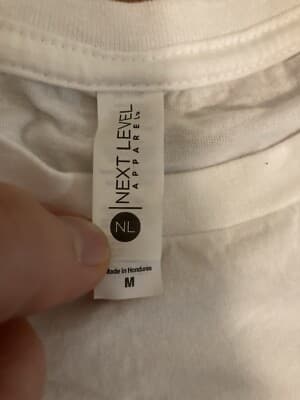 NEXT LEVEL
APPAREL
NL
Made in Honduras
M